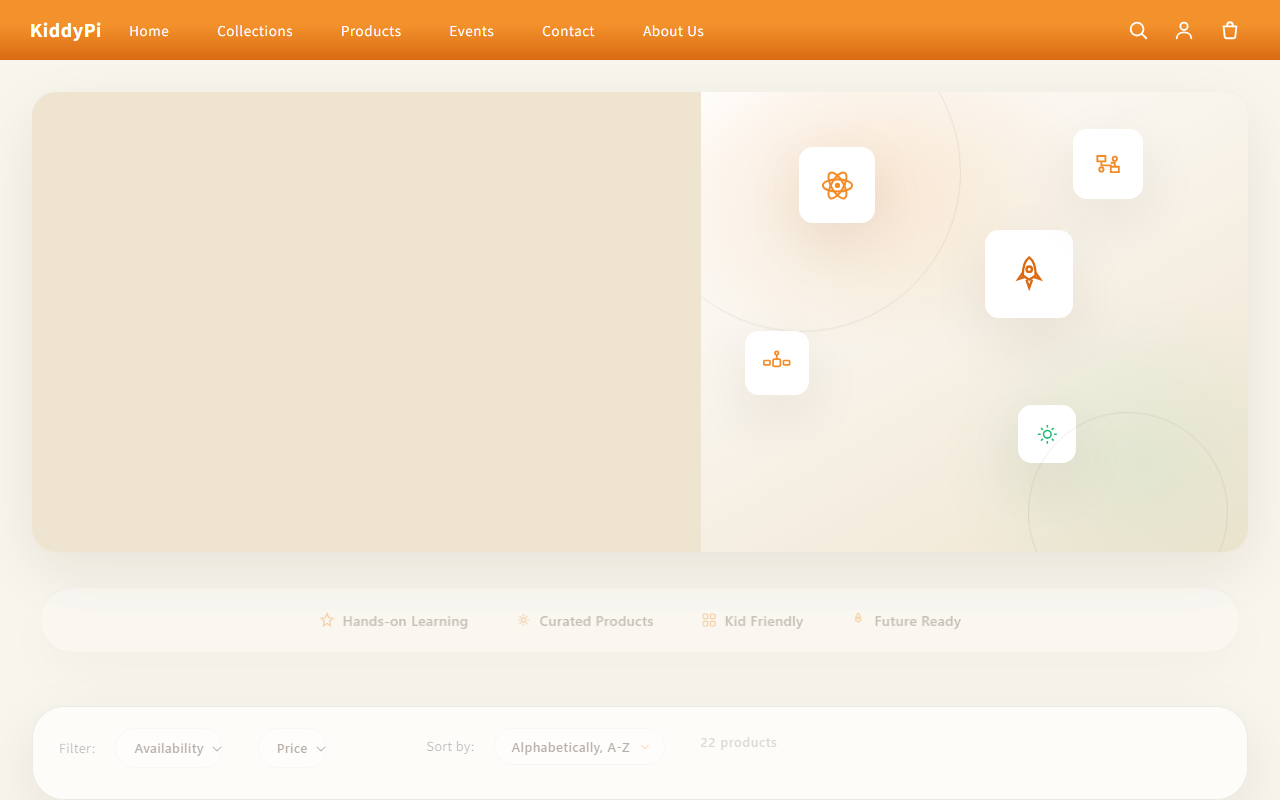 KiddyPi Home Collections Products Events Contact About Us
Hands-on Learning Curated Products Kid Friendly Future Ready
Filter: Availability Price Sort by: Alphabetically, A-Z 22 products